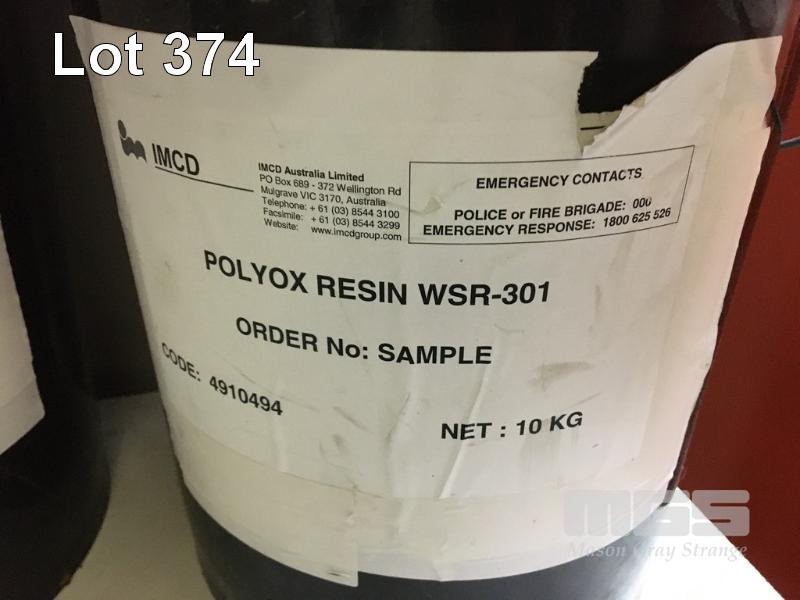 Lot 374
IMCD
IMCD Australia Limited
PO Box 689 - 372 Wellington Rd
Mulgrave VIC 3170, Australia
Telephone: + 61 (03) 8544 3100
Facsimile: + 61 (03) 8544 3299
Website: www.imcdgroup.com
EMERGENCY CONTACTS
POLICE or FIRE BRIGADE: 000
EMERGENCY RESPONSE: 1800 625 526
POLYOX RESIN WSR-301
ORDER No: SAMPLE
CODE: 4910494
NET : 10 KG
MGS
Mason Gray Strange